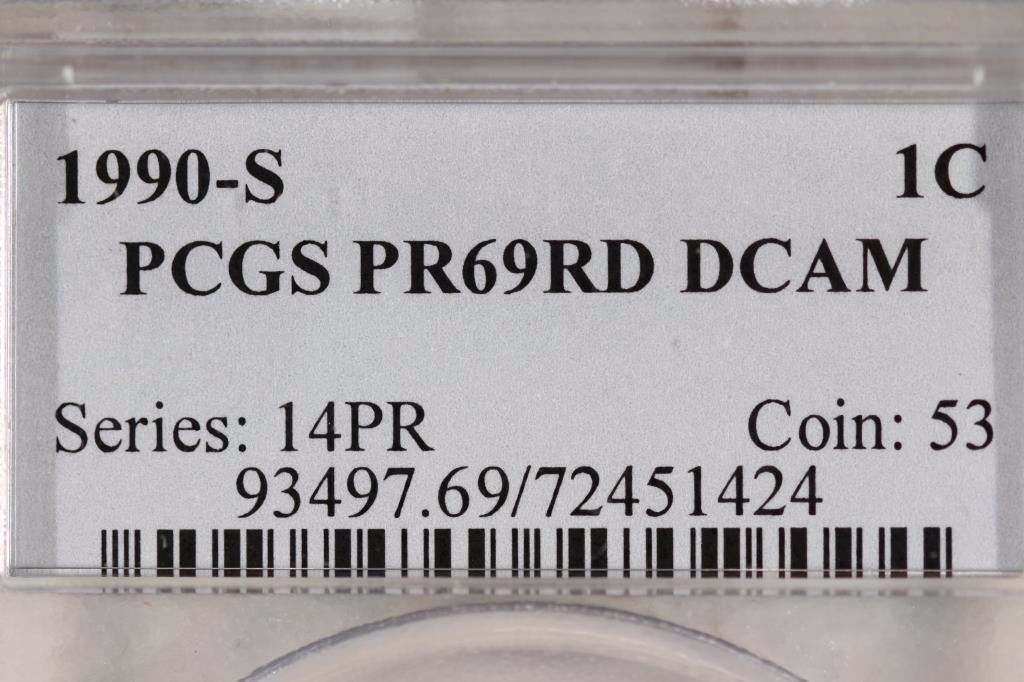 1990-S 1C
PCGS PR69RD DCAM
Series: 14PR Coin: 53
93497.69/72451424